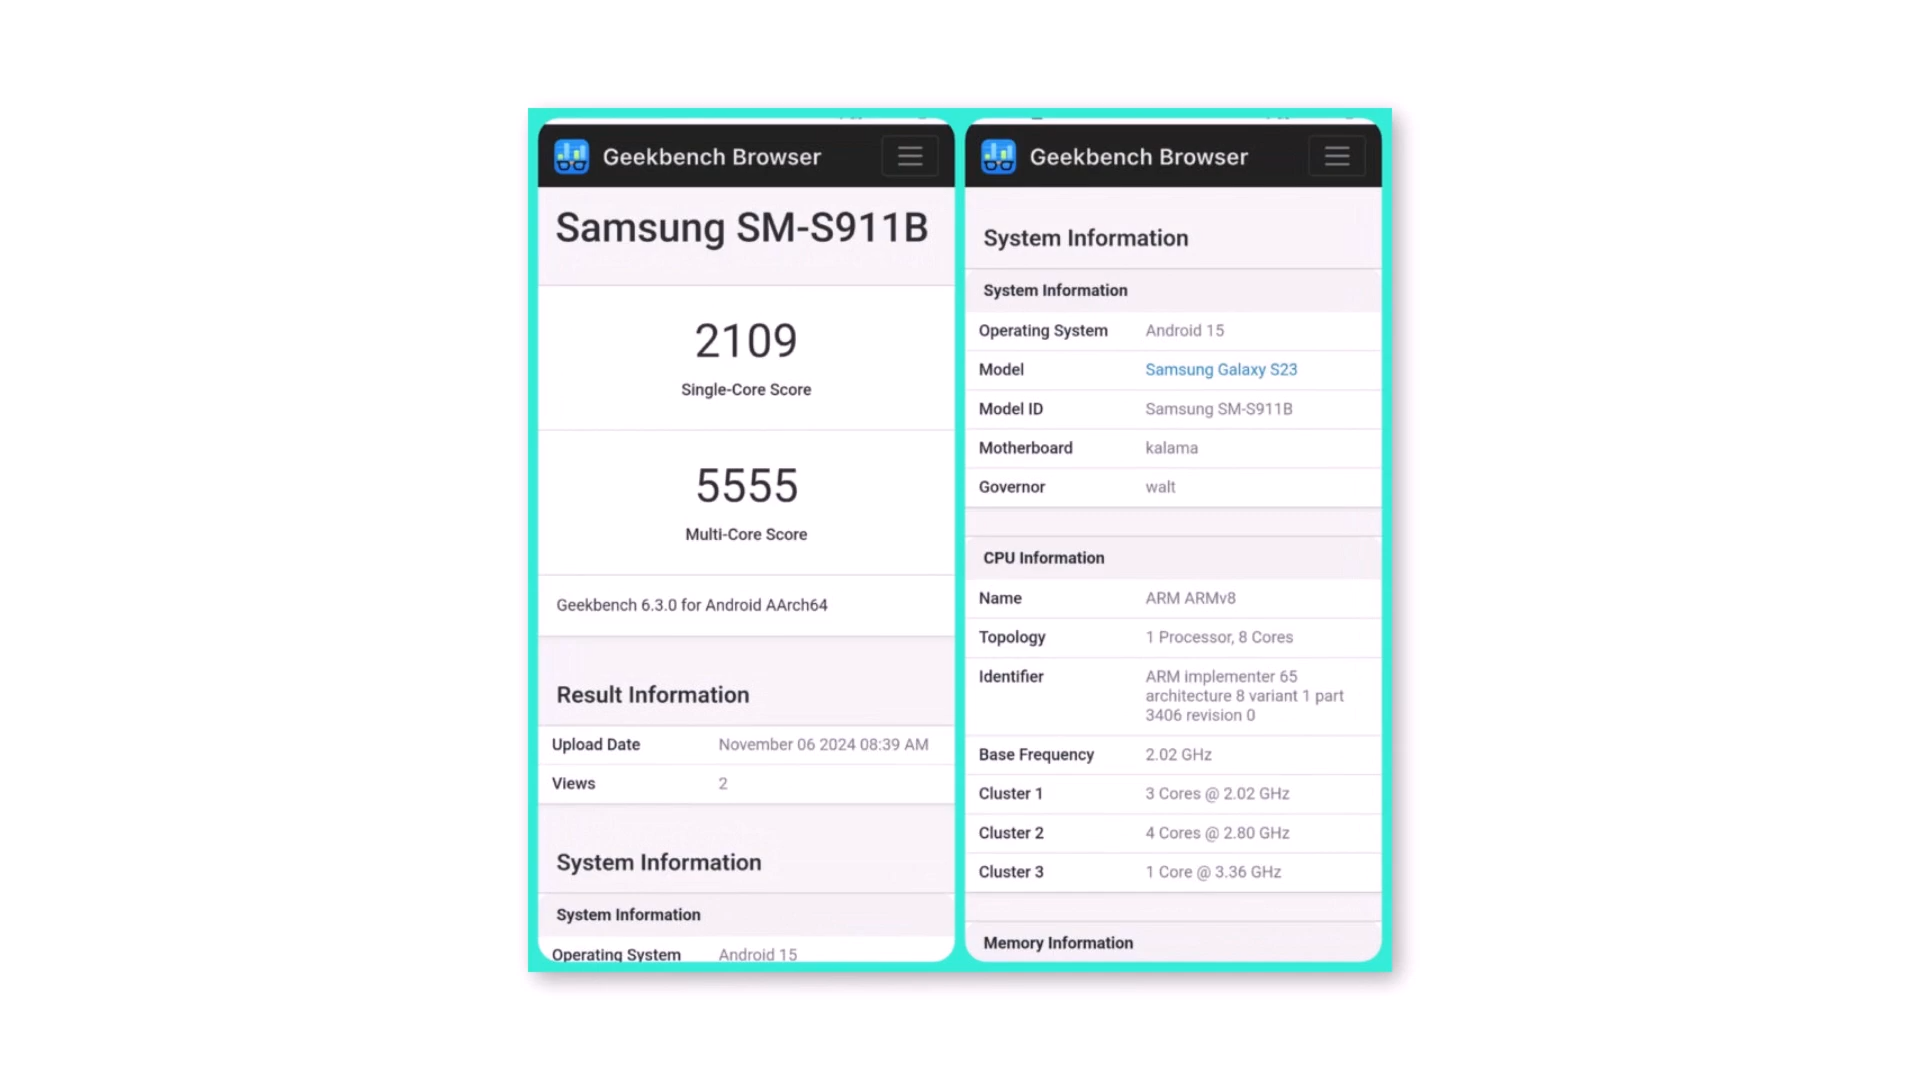 Geekbench Browser
Samsung SM-S911B
2109
Single-Core Score
5555
Multi-Core Score
Geekbench 6.3.0 for Android AArch64
Result Information
Upload Date November 06 2024 08:39 AM
Views 2
System Information
System Information
Operating System Android 15
Geekbench Browser
System Information
System Information
Operating System Android 15
Model Samsung Galaxy S23
Model ID Samsung SM-S911B
Motherboard kalama
Governor walt
CPU Information
Name ARM ARMv8
Topology 1 Processor, 8 Cores
Identifier ARM implementer 65
architecture 8 variant 1 part
3406 revision 0
Base Frequency 2.02 GHz
Cluster 1 3 Cores @ 2.02 GHz
Cluster 2 4 Cores @ 2.80 GHz
Cluster 3 1 Core @ 3.36 GHz
Memory Information